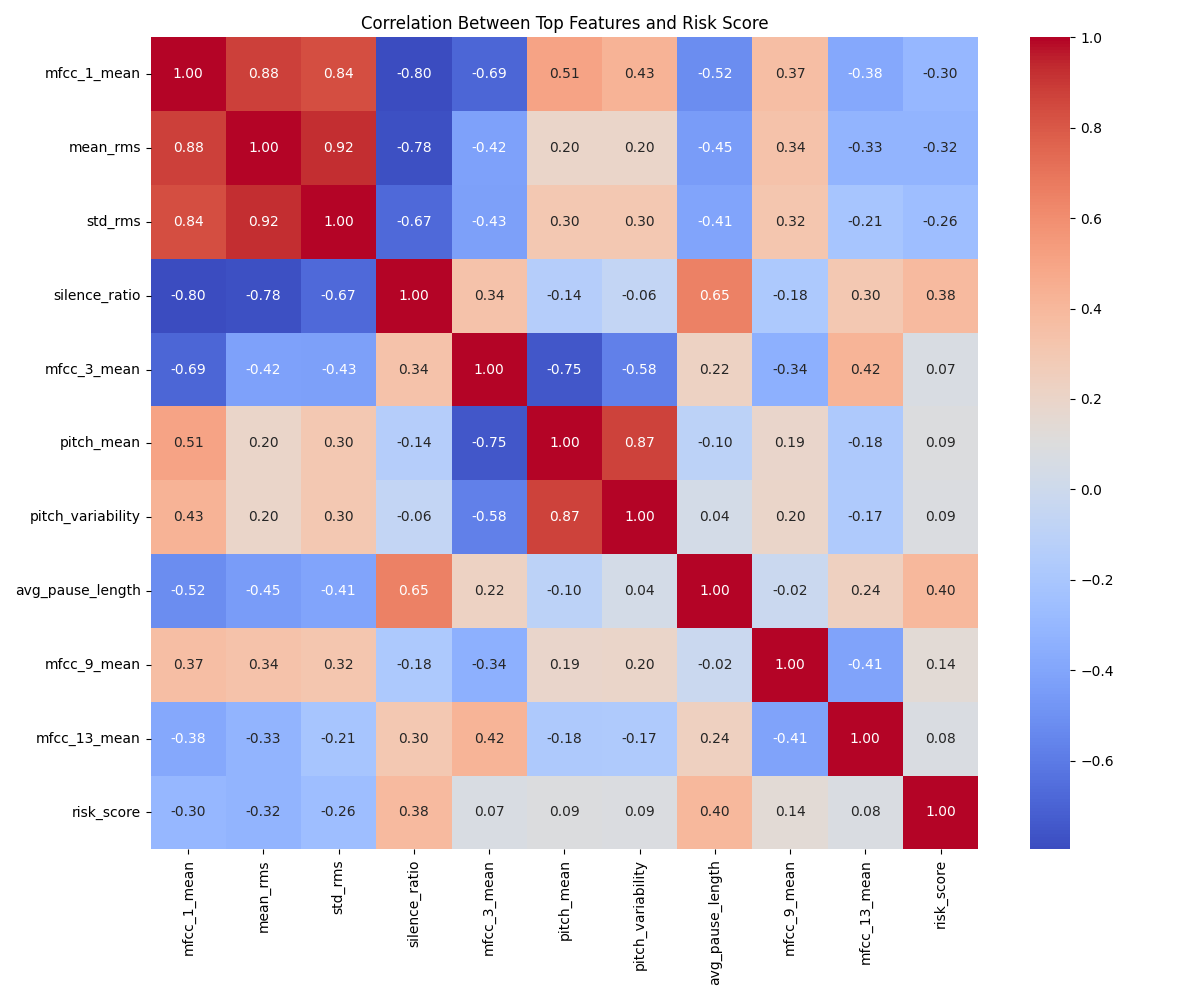 Correlation Between Top Features and Risk Score
mfcc_1_mean 1.00 0.88 0.84 -0.80 -0.69 0.51 0.43 -0.52 0.37 -0.38 -0.30
mean_rms 0.88 1.00 0.92 -0.78 -0.42 0.20 0.20 -0.45 0.34 -0.33 -0.32
std_rms 0.84 0.92 1.00 -0.67 -0.43 0.30 0.30 -0.41 0.32 -0.21 -0.26
silence_ratio -0.80 -0.78 -0.67 1.00 0.34 -0.14 -0.06 0.65 -0.18 0.30 0.38
mfcc_3_mean -0.69 -0.42 -0.43 0.34 1.00 -0.75 -0.58 0.22 -0.34 0.42 0.07
pitch_mean 0.51 0.20 0.30 -0.14 -0.75 1.00 0.87 -0.10 0.19 -0.18 0.09
pitch_variability 0.43 0.20 0.30 -0.06 -0.58 0.87 1.00 0.04 0.20 -0.17 0.09
avg_pause_length -0.52 -0.45 -0.41 0.65 0.22 -0.10 0.04 1.00 -0.02 0.24 0.40
mfcc_9_mean 0.37 0.34 0.32 -0.18 -0.34 0.19 0.20 -0.02 1.00 -0.41 0.14
mfcc_13_mean -0.38 -0.33 -0.21 0.30 0.42 -0.18 -0.17 0.24 -0.41 1.00 0.08
risk_score -0.30 -0.32 -0.26 0.38 0.07 0.09 0.09 0.40 0.14 0.08 1.00
mfcc_1_mean
mean_rms
std_rms
silence_ratio
mfcc_3_mean
pitch_mean
pitch_variability
avg_pause_length
mfcc_9_mean
mfcc_13_mean
risk_score
1.0
0.8
0.6
0.4
0.2
0.0
−0.2
−0.4
−0.6